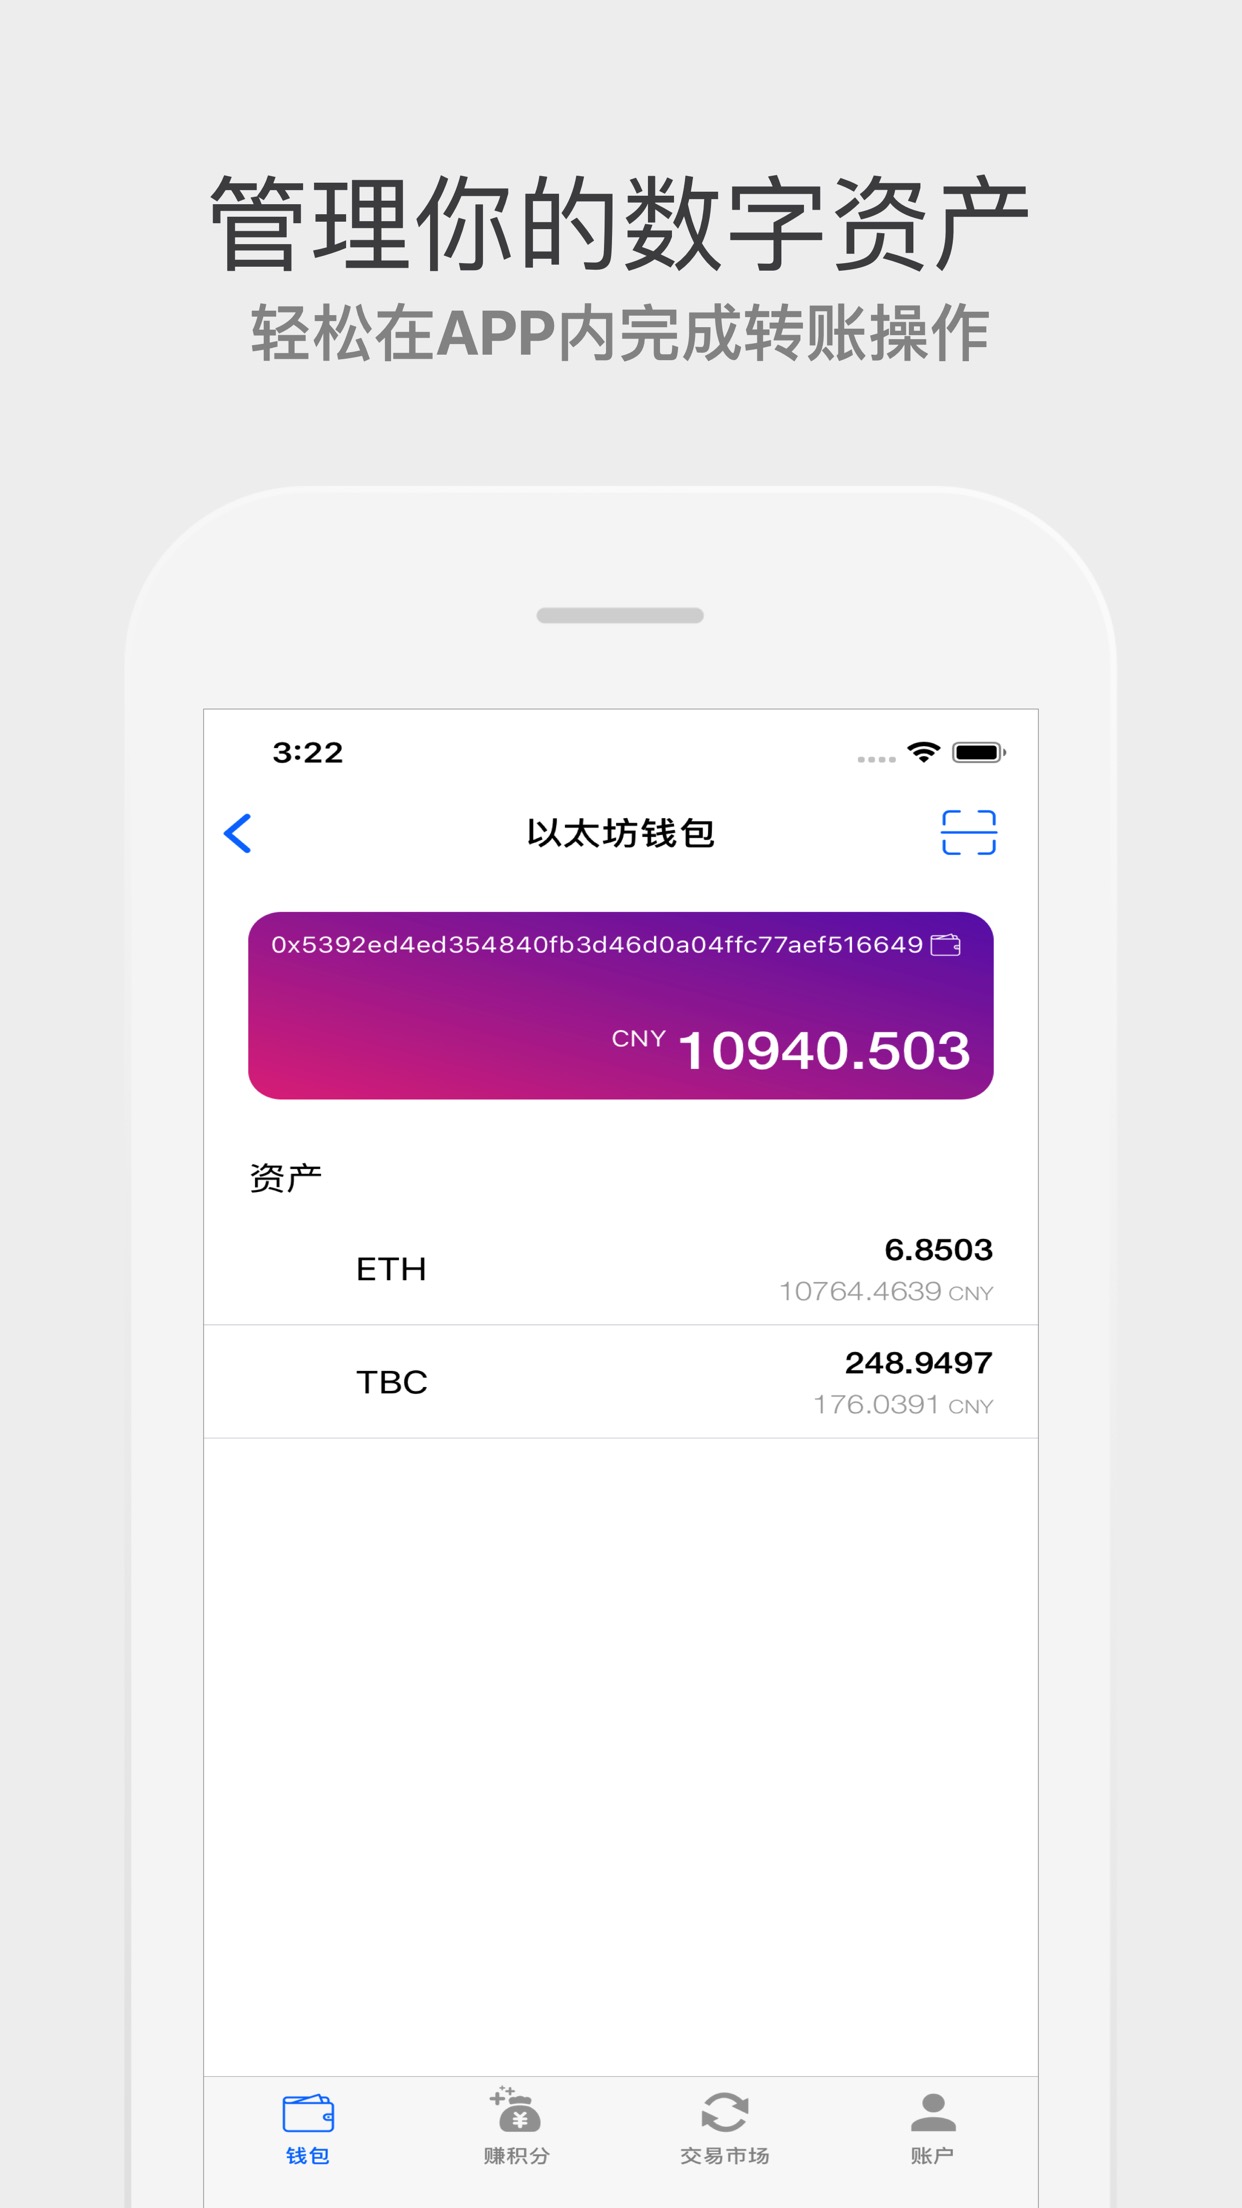 管理你的数字资产
轻松在APP内完成转账操作
3:22
以太坊钱包
0x5392ed4ed354840fb3d46d0a04ffc77aef516649
CNY 10940.503
资产
ETH
6.8503
10764.4639 CNY
TBC
248.9497
176.0391 CNY
钱包
赚积分
交易市场
账户